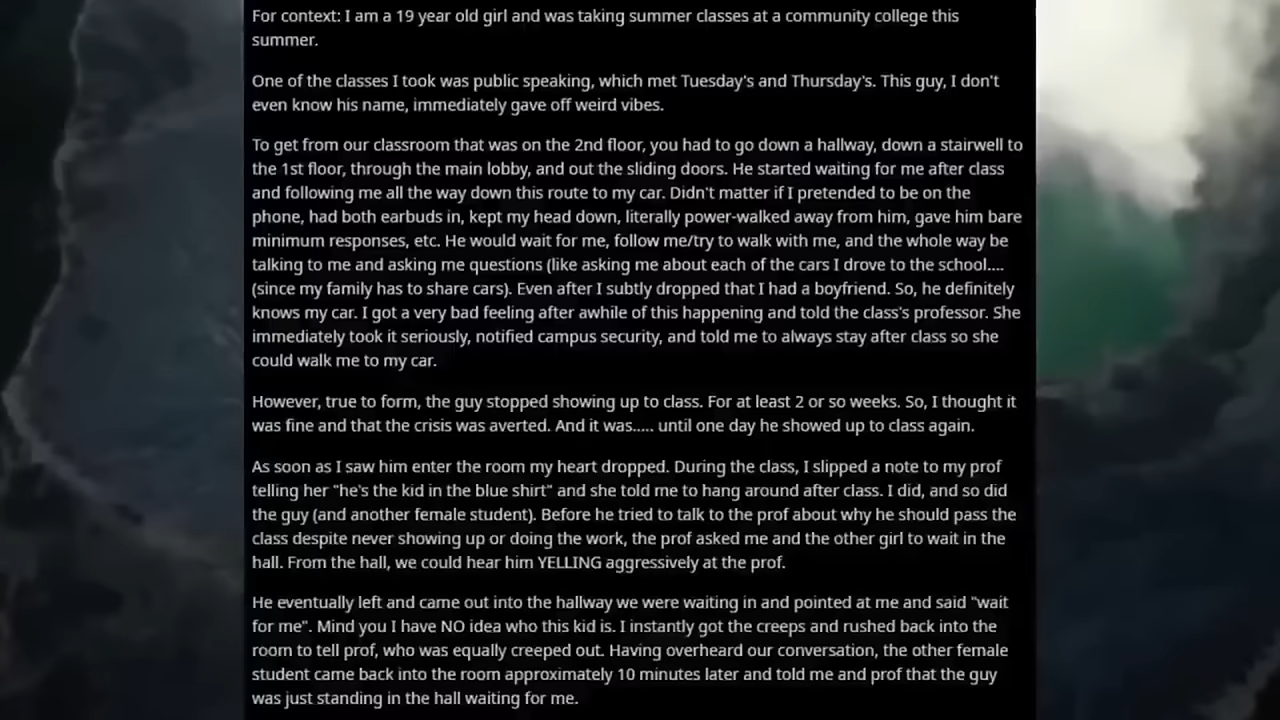 For context: I am a 19 year old girl and was taking summer classes at a community college this
summer.
One of the classes I took was public speaking, which met Tuesday's and Thursday's. This guy, I don't
even know his name, immediately gave off weird vibes.
To get from our classroom that was on the 2nd floor, you had to go down a hallway, down a stairwell to
the 1st floor, through the main lobby, and out the sliding doors. He started waiting for me after class
and following me all the way down this route to my car. Didn't matter if I pretended to be on the
phone, had both earbuds in, kept my head down, literally power-walked away from him, gave him bare
minimum responses, etc. He would wait for me, follow me/try to walk with me, and the whole way be
talking to me and asking me questions (like asking me about each of the cars I drove to the school....
(since my family has to share cars). Even after I subtly dropped that I had a boyfriend. So, he definitely
knows my car. I got a very bad feeling after awhile of this happening and told the class's professor. She
immediately took it seriously, notified campus security, and told me to always stay after class so she
could walk me to my car.
However, true to form, the guy stopped showing up to class. For at least 2 or so weeks. So, I thought it
was fine and that the crisis was averted. And it was..... until one day he showed up to class again.
As soon as I saw him enter the room my heart dropped. During the class, I slipped a note to my prof
telling her "he's the kid in the blue shirt" and she told me to hang around after class. I did, and so did
the guy (and another female student). Before he tried to talk to the prof about why he should pass the
class despite never showing up or doing the work, the prof asked me and the other girl to wait in the
hall. From the hall, we could hear him YELLING aggressively at the prof.
He eventually left and came out into the hallway we were waiting in and pointed at me and said "wait
for me". Mind you I have NO idea who this kid is. I instantly got the creeps and rushed back into the
room to tell prof, who was equally creeped out. Having overheard our conversation, the other female
student came back into the room approximately 10 minutes later and told me and prof that the guy
was just standing in the hall waiting for me.